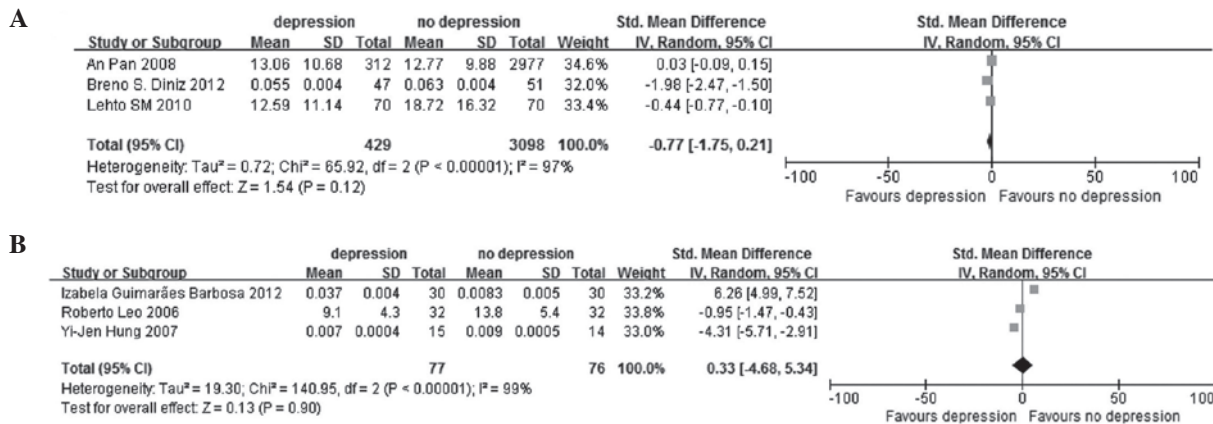 A
depression no depression Std. Mean Difference Std. Mean Difference
Study or Subgroup Mean SD Total Mean SD Total Weight IV, Random, 95% CI IV, Random, 95% CI
An Pan 2008 13.06 10.68 312 12.77 9.88 2977 34.6% 0.03 [-0.09, 0.15]
Breno S. Diniz 2012 0.055 0.004 47 0.063 0.004 51 32.0% -1.98 [-2.47, -1.50]
Lehto SM 2010 12.59 11.14 70 18.72 16.32 70 33.4% -0.44 [-0.77, -0.10]
Total (95% CI) 429 3098 100.0% -0.77 [-1.75, 0.21]
Heterogeneity: Tau² = 0.72; Chi² = 65.92, df = 2 (P < 0.00001); I² = 97%
Test for overall effect: Z = 1.54 (P = 0.12)
-100 -50 0 50 100
Favours depression Favours no depression
B
depression no depression Std. Mean Difference Std. Mean Difference
Study or Subgroup Mean SD Total Mean SD Total Weight IV, Random, 95% CI IV, Random, 95% CI
Izabela Guimarães Barbosa 2012 0.037 0.004 30 0.0083 0.005 30 33.2% 6.26 [4.99, 7.52]
Roberto Leo 2006 9.1 4.3 32 13.8 5.4 32 33.8% -0.95 [-1.47, -0.43]
Yi-Jen Hung 2007 0.007 0.0004 15 0.009 0.0005 14 33.0% -4.31 [-5.71, -2.91]
Total (95% CI) 77 76 100.0% 0.33 [-4.68, 5.34]
Heterogeneity: Tau² = 19.30; Chi² = 140.95, df = 2 (P < 0.00001); I² = 99%
Test for overall effect: Z = 0.13 (P = 0.90)
-100 -50 0 50 100
Favours depression Favours no depression